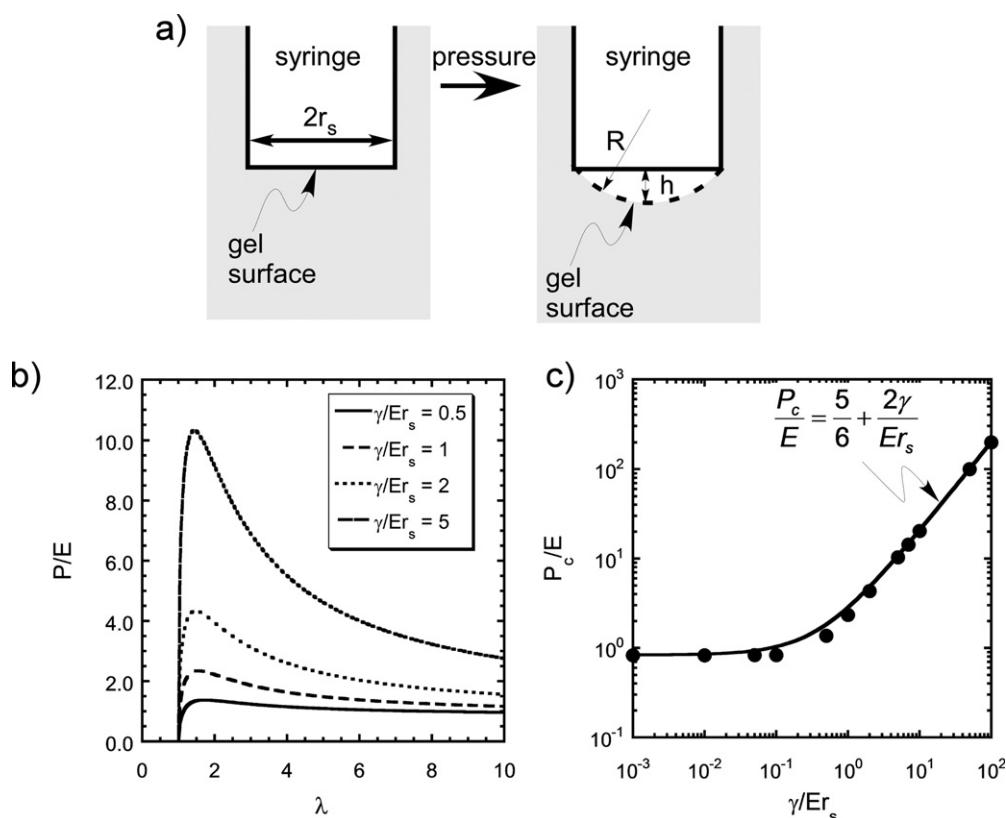 a)
syringe
pressure
syringe
2r_s
R
h
gel
surface
gel
surface
b)
12.0
10.0
8.0
6.0
4.0
2.0
0.0
P/E
0 2 4 6 8 10
λ
γ/Er_s = 0.5
γ/Er_s = 1
γ/Er_s = 2
γ/Er_s = 5
c)
10^3
10^2
10^1
10^0
10^-1
P_c/E
P_c/E = 5/6 + 2γ/Er_s
10^-3 10^-2 10^-1 10^0 10^1 10^2
γ/Er_s